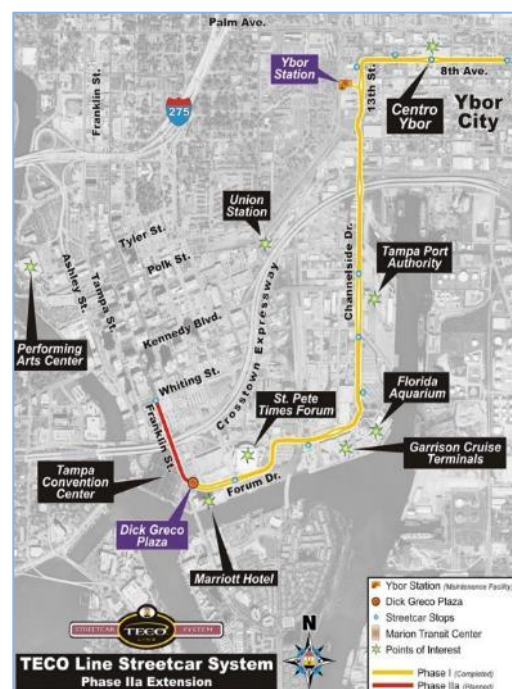 Palm Ave.
Ybor
Station
8th Ave.
13th St.
Centro
Ybor
Ybor
City
Franklin St.
275
Union
Station
Tyler St.
Polk St.
Ashley St.
Tampa St.
Kennedy Blvd.
Crosstown Expressway
Channelside Dr.
Tampa Port
Authority
Performing
Arts Center
Whiting St.
Franklin St.
St. Pete
Times Forum
Florida
Aquarium
Garrison Cruise
Terminals
Tampa
Convention
Center
Forum Dr.
Dick Greco
Plaza
Marriott Hotel
Ybor Station (Maintenance Facility)
Dick Greco Plaza
Streetcar Stops
Marion Transit Center
Points of Interest
Phase I (Completed)
Phase IIa (Planned)
N
STREETCAR TECO LINE SYSTEM
TECO Line Streetcar System
Phase IIa Extension